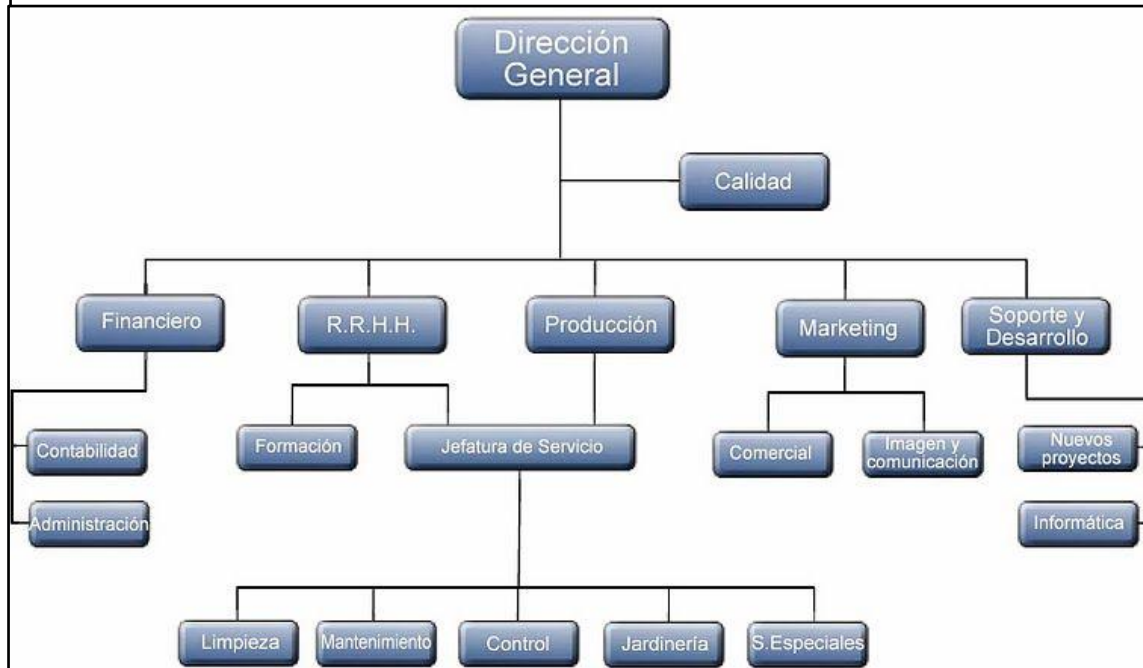 Dirección
General
Calidad
Financiero
R.R.H.H.
Producción
Marketing
Soporte y
Desarrollo
Contabilidad
Formación
Jefatura de Servicio
Comercial
Imagen y
comunicación
Nuevos
proyectos
Administración
Informática
Limpieza
Mantenimiento
Control
Jardinería
S.Especiales